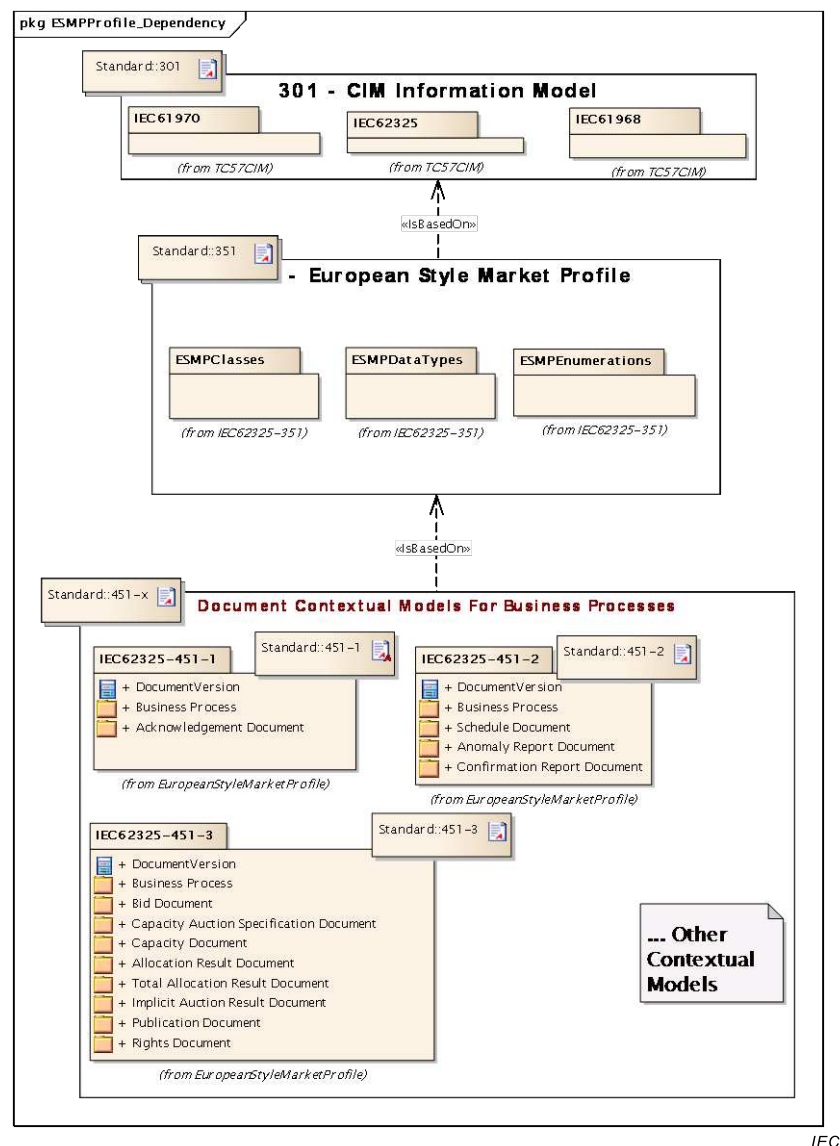 pkg ESMPProfile_Dependency
Standard::301
301 - CIM Information Model
IEC61970
IEC62325
IEC61968
(from TC57CIM)
(from TC57CIM)
(from TC57CIM)
«IsBasedOn»
Standard::351
- European Style Market Profile
ESMPClasses
ESMPDataTypes
ESMPEnumerations
(from IEC62325-351)
(from IEC62325-351)
(from IEC62325-351)
«IsBasedOn»
Standard::451-x
Document Contextual Models For Business Processes
IEC62325-451-1
Standard::451-1
+ DocumentVersion
+ Business Process
+ Acknowledgement Document
(from EuropeanStyleMarketProfile)
IEC62325-451-2
Standard::451-2
+ DocumentVersion
+ Business Process
+ Schedule Document
+ Anomaly Report Document
+ Confirmation Report Document
(from EuropeanStyleMarketProfile)
IEC62325-451-3
Standard::451-3
+ DocumentVersion
+ Business Process
+ Bid Document
+ Capacity Auction Specification Document
+ Capacity Document
+ Allocation Result Document
+ Total Allocation Result Document
+ Implicit Auction Result Document
+ Publication Document
+ Rights Document
(from EuropeanStyleMarketProfile)
... Other
Contextual
Models
IEC